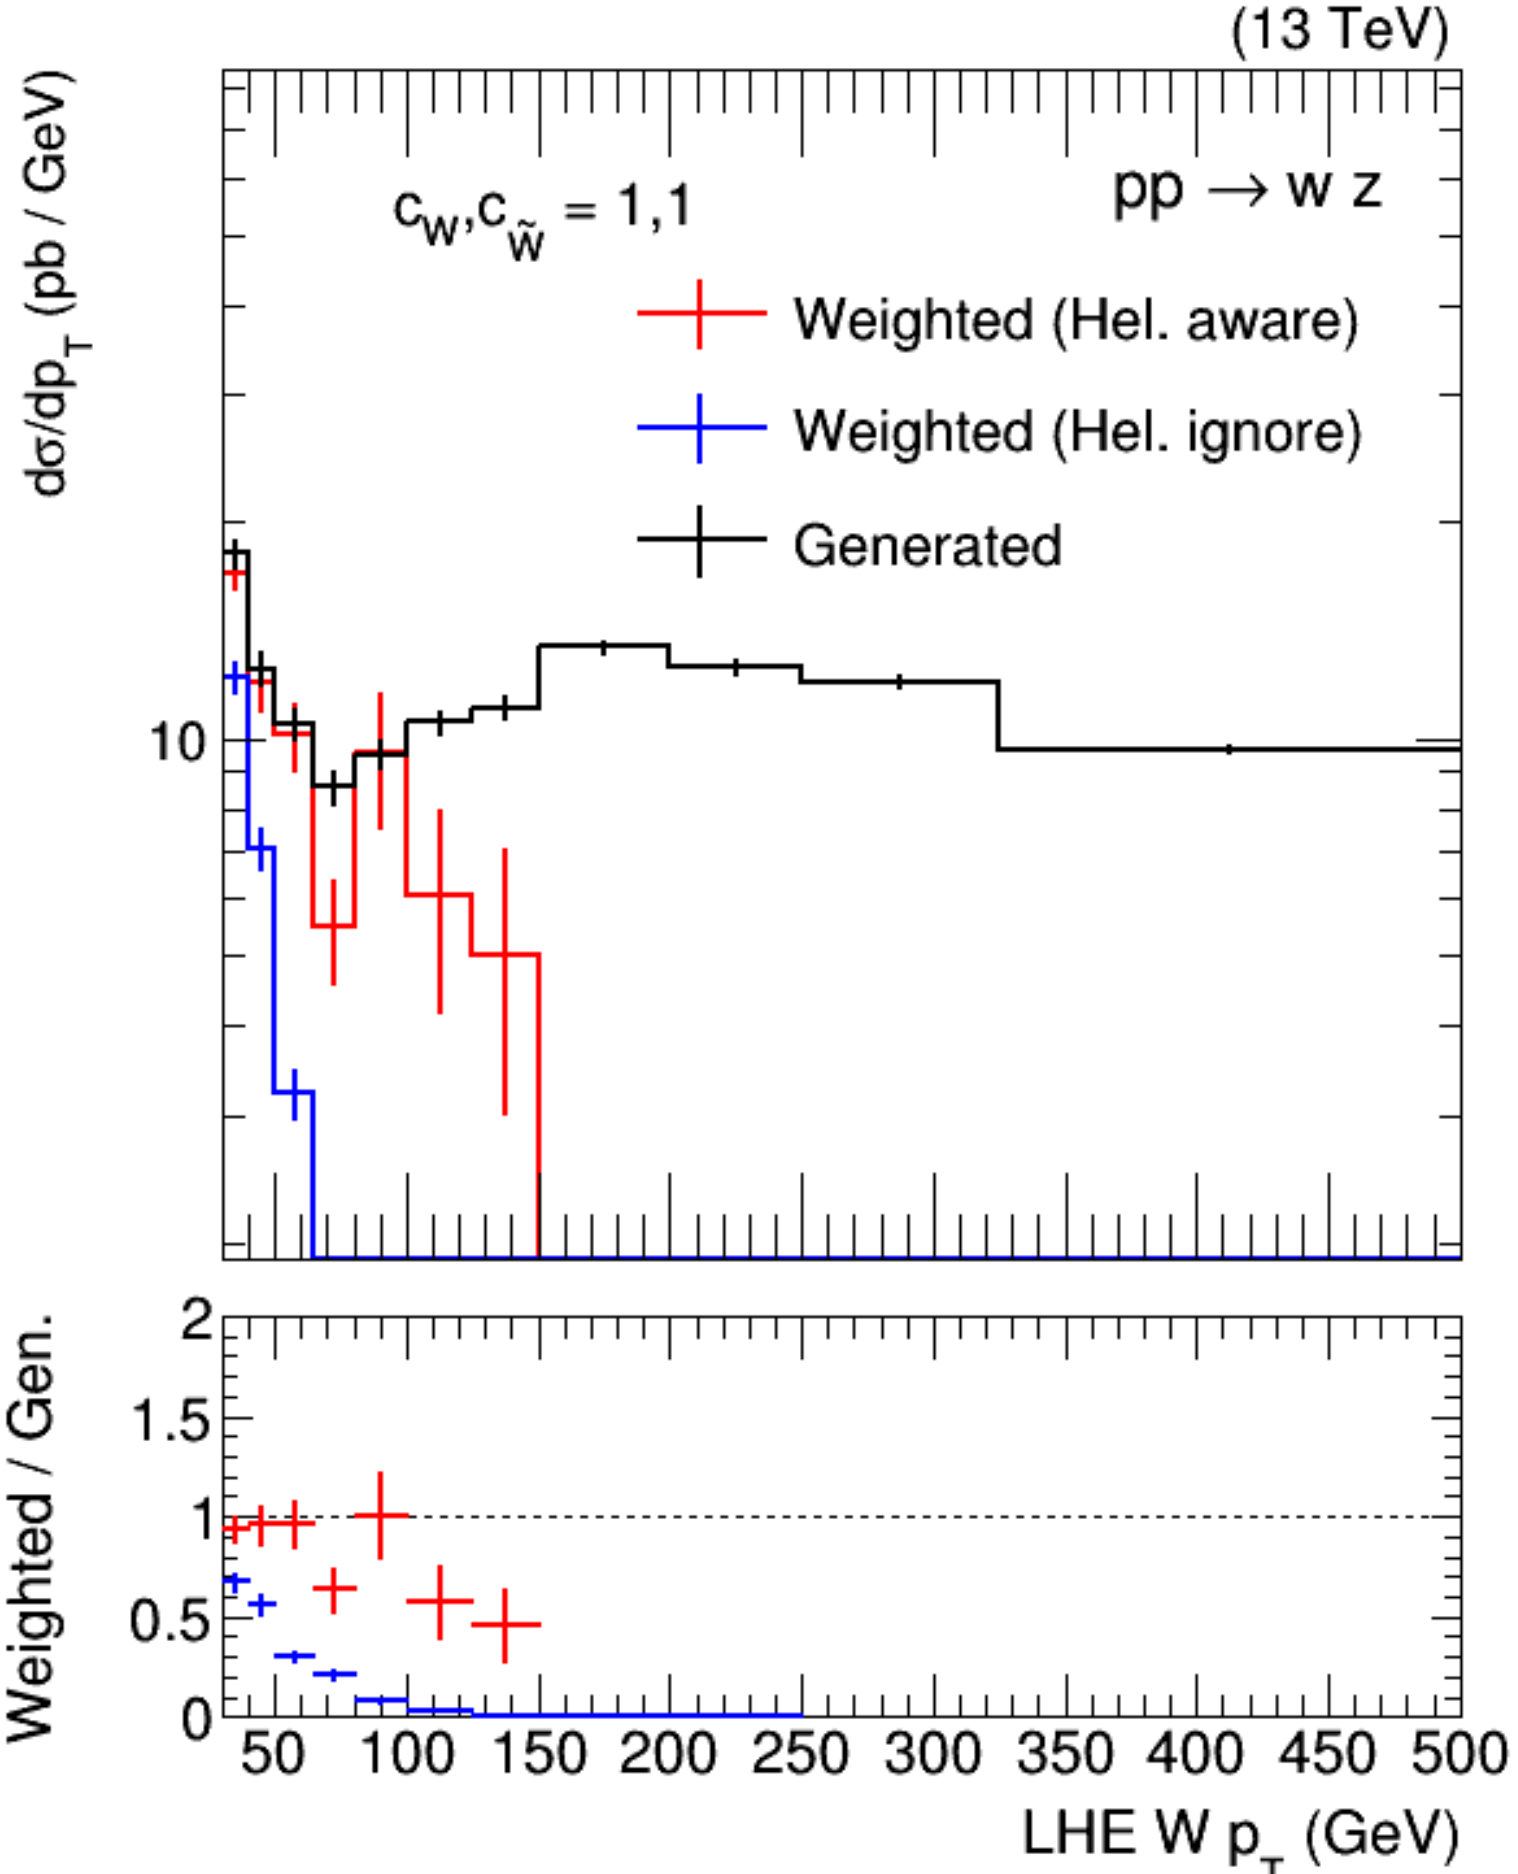 (13 TeV)
dσ/dp_T (pb / GeV)
c_W,c_W̃ = 1,1
pp → w z
Weighted (Hel. aware)
Weighted (Hel. ignore)
Generated
10
Weighted / Gen.
2
1.5
1
0.5
0
50 100 150 200 250 300 350 400 450 500
LHE W p_T (GeV)